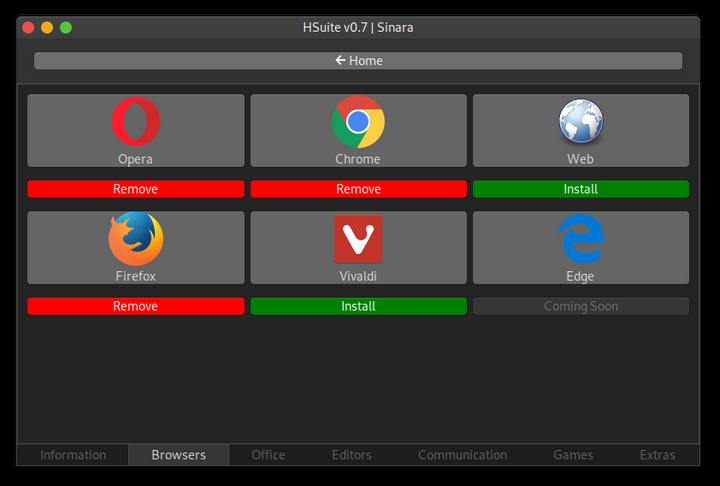 HSuite v0.7 | Sinara
← Home
Opera Chrome Web
Remove Remove Install
Firefox Vivaldi Edge
Remove Install Coming Soon
Information Browsers Office Editors Communication Games Extras